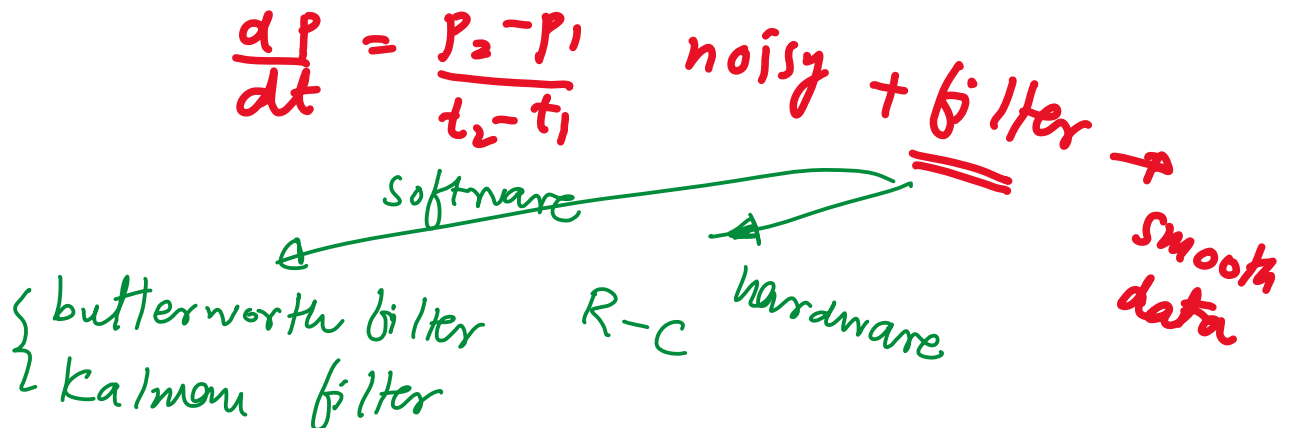 dp/dt = (p₂ - p₁)/(t₂ - t₁) noisy + filter → smooth data
software
hardware
{ butterworth filter
R-C
Kalman filter